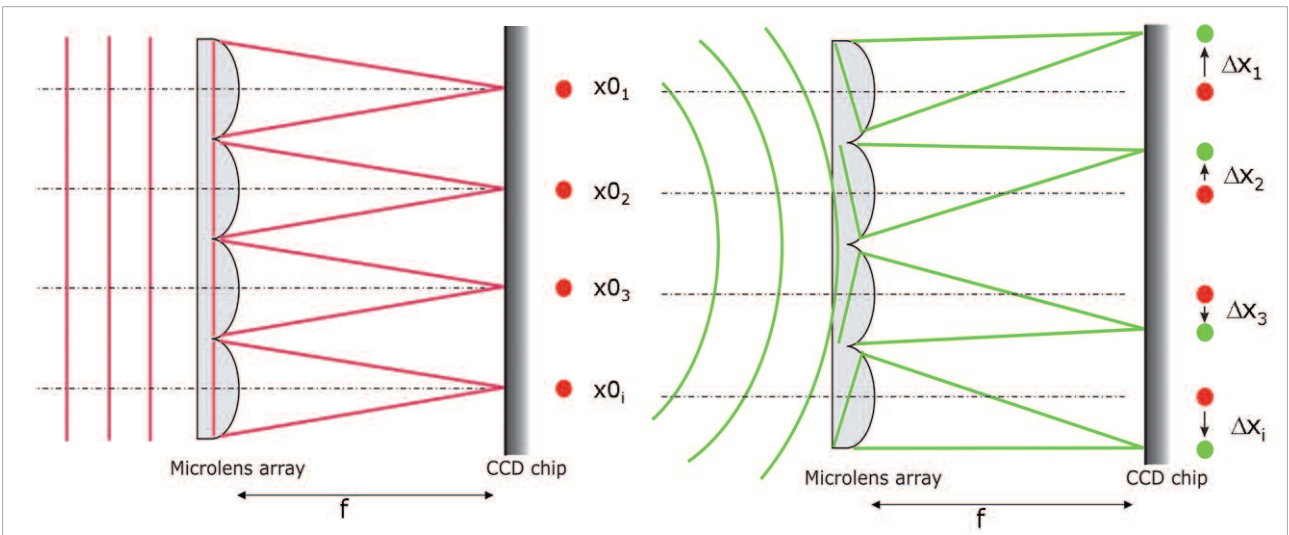 x0₁
x0₂
x0₃
x0ᵢ
Microlens array
CCD chip
f
Δx₁
Δx₂
Δx₃
Δxᵢ
Microlens array
CCD chip
f